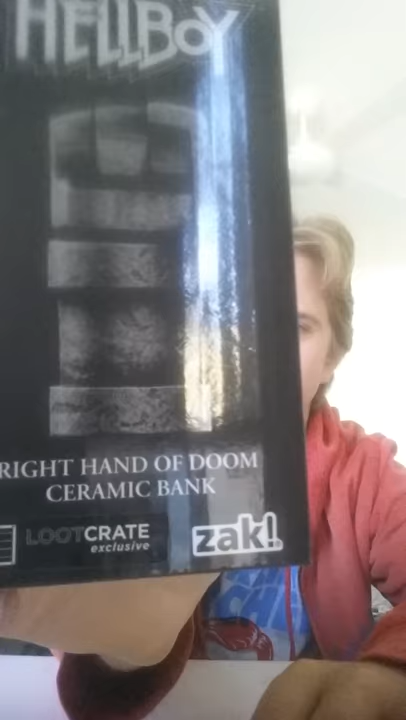 HELLBOY
RIGHT HAND OF DOOM
CERAMIC BANK
LOOTCRATE
exclusive
zak!